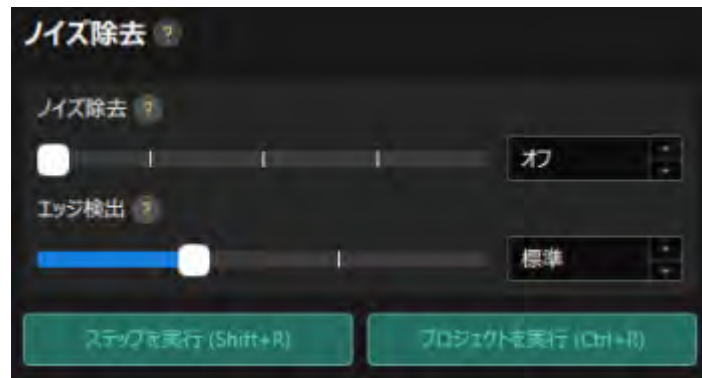 ノイズ除去 ?
ノイズ除去 ?
オフ
エッジ検出 ?
標準
ステップを実行 (Shift+R)
プロジェクトを実行 (Ctrl+R)